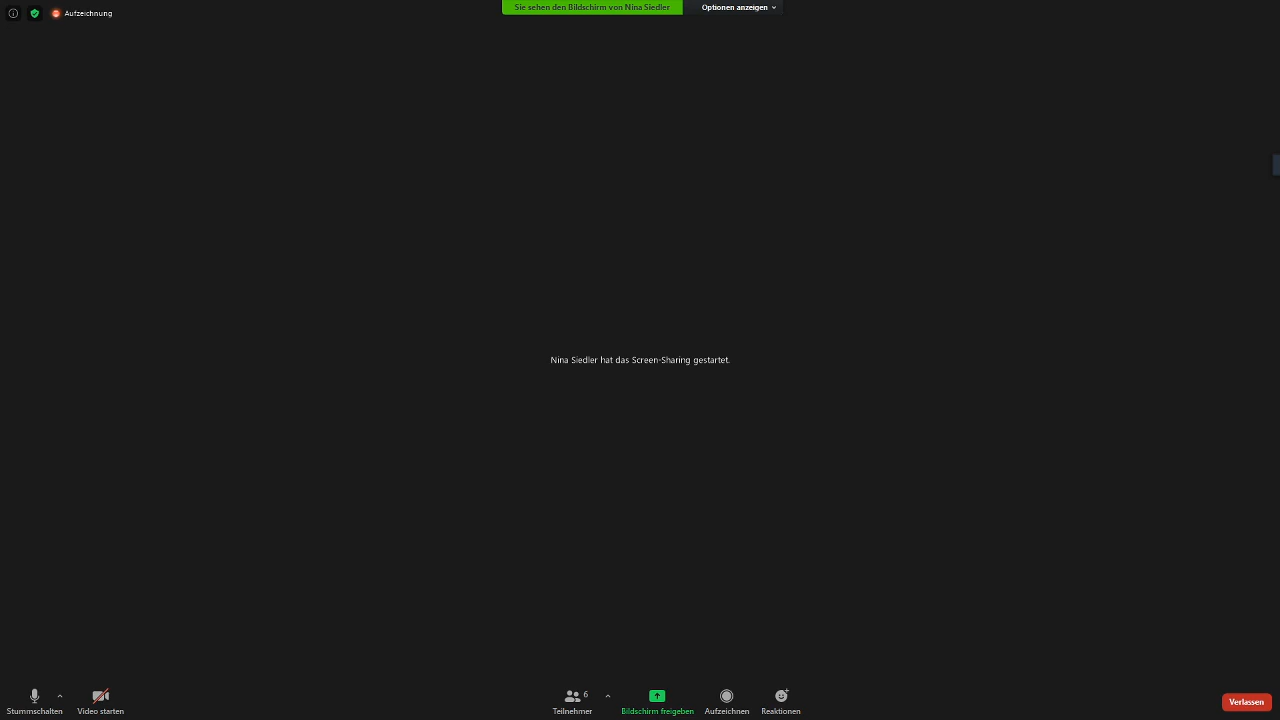 Aufzeichnung
Sie sehen den Bildschirm von Nina Siedler
Optionen anzeigen
Nina Siedler hat das Screen-Sharing gestartet.
Stummschalten
Video starten
6
Teilnehmer
Bildschirm freigeben
Aufzeichnen
Reaktionen
Verlassen